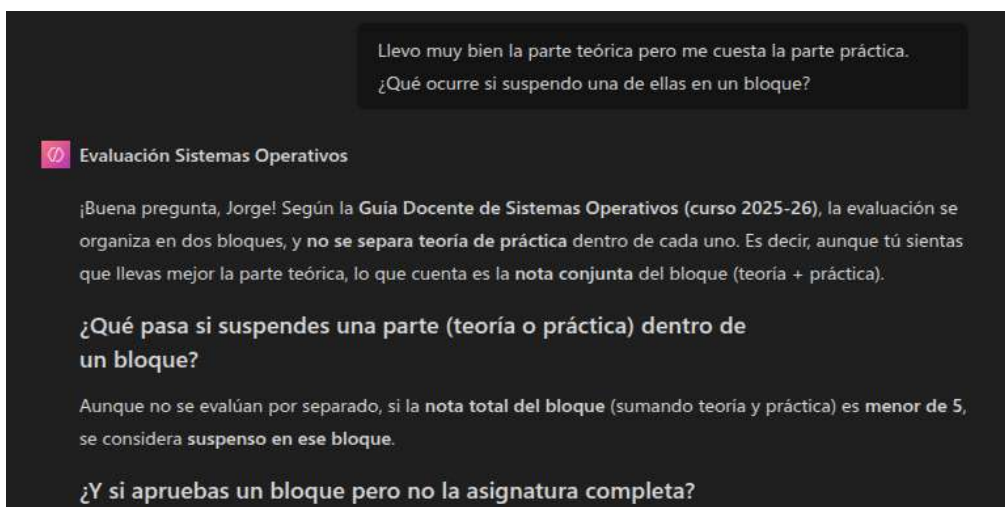 Llevo muy bien la parte teórica pero me cuesta la parte práctica.
¿Qué ocurre si suspendo una de ellas en un bloque?
Evaluación Sistemas Operativos
¡Buena pregunta, Jorge! Según la Guía Docente de Sistemas Operativos (curso 2025-26), la evaluación se
organiza en dos bloques, y no se separa teoría de práctica dentro de cada uno. Es decir, aunque tú sientas
que llevas mejor la parte teórica, lo que cuenta es la nota conjunta del bloque (teoría + práctica).
¿Qué pasa si suspendes una parte (teoría o práctica) dentro de
un bloque?
Aunque no se evalúan por separado, si la nota total del bloque (sumando teoría y práctica) es menor de 5,
se considera suspenso en ese bloque.
¿Y si apruebas un bloque pero no la asignatura completa?